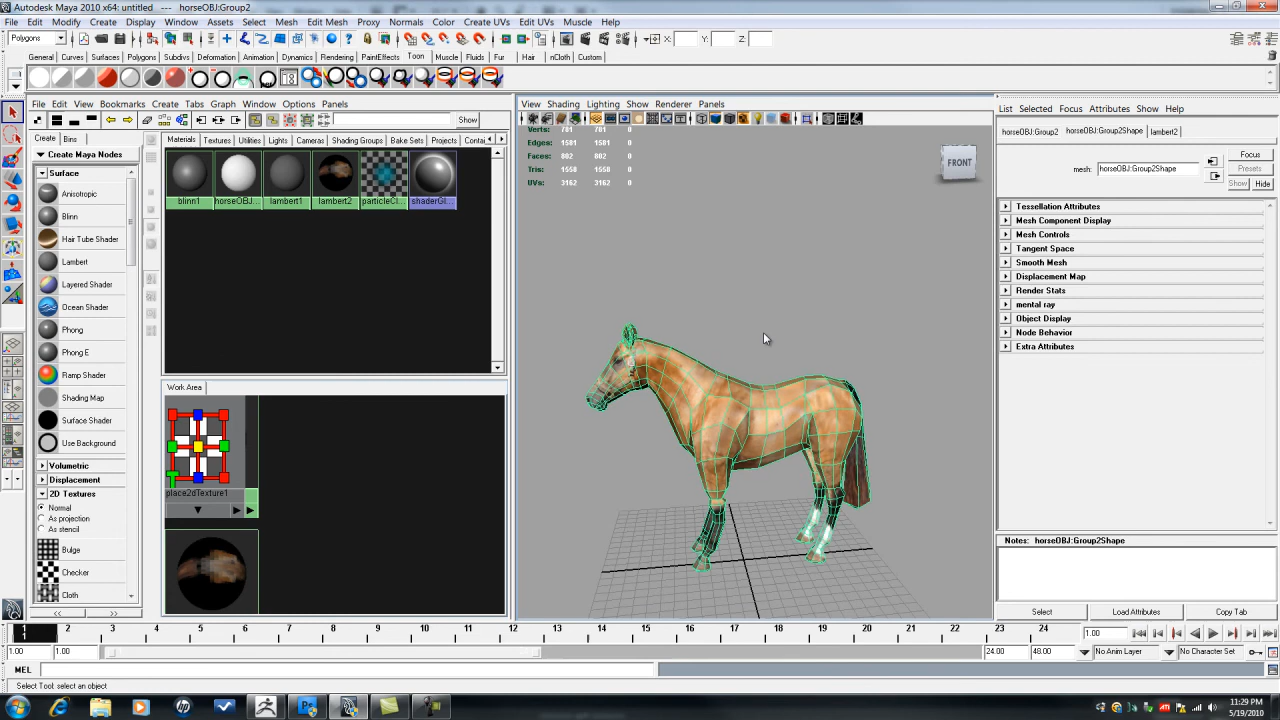 Autodesk Maya 2010 x64: untitled --- horseOBJ:Group2
File Edit Modify Create Display Window Assets Select Mesh Edit Mesh Proxy Normals Color Create UVs Edit UVs Muscle Help
Polygons X: Y: Z:
General Curves Surfaces Polygons Subdivs Deformation Animation Dynamics Rendering PaintEffects Toon Muscle Fluids Fur Hair nCloth Custom
File Edit View Bookmarks Create Tabs Graph Window Options Panels
Show
Create Bins
Create Maya Nodes
Surface
Anisotropic
Blinn
Hair Tube Shader
Lambert
Layered Shader
Ocean Shader
Phong
Phong E
Ramp Shader
Shading Map
Surface Shader
Use Background
Volumetric
Displacement
2D Textures
Normal
As projection
As stencil
Bulge
Checker
Cloth
Materials Textures Utilities Lights Cameras Shading Groups Bake Sets Projects Contai
blinn1 horseOBJ... lambert1 lambert2 particleCl... shaderGl...
Work Area
place2dTexture1
View Shading Lighting Show Renderer Panels
Verts: 781 781 0
Edges: 1581 1581 0
Faces: 802 802 0
Tris: 1558 1558 0
UVs: 3162 3162 0
FRONT
List Selected Focus Attributes Show Help
horseOBJ:Group2 horseOBJ:Group2Shape lambert2
mesh: horseOBJ:Group2Shape
Focus
Presets
Show Hide
Tessellation Attributes
Mesh Component Display
Mesh Controls
Tangent Space
Smooth Mesh
Displacement Map
Render Stats
mental ray
Object Display
Node Behavior
Extra Attributes
Notes: horseOBJ:Group2Shape
Select Load Attributes Copy Tab
1 2 3 4 5 6 7 8 9 10 11 12 13 14 15 16 17 18 19 20 21 22 23 24 1.00
1.00 1.00 1 24 24.00 48.00 No Anim Layer No Character Set
MEL
Select Tool: select an object
11:29 PM
5/19/2010